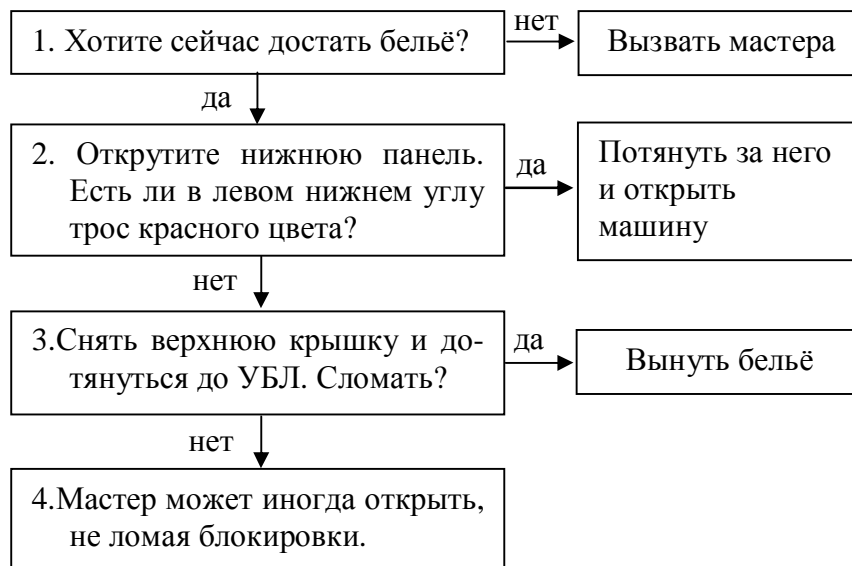 1. Хотите сейчас достать бельё?
нет
Вызвать мастера
да
2. Открутите нижнюю панель.
Есть ли в левом нижнем углу
трос красного цвета?
да
Потянуть за него
и открыть
машину
нет
3.Снять верхнюю крышку и до-
тянуться до УБЛ. Сломать?
да
Вынуть бельё
нет
4.Мастер может иногда открыть,
не ломая блокировки.